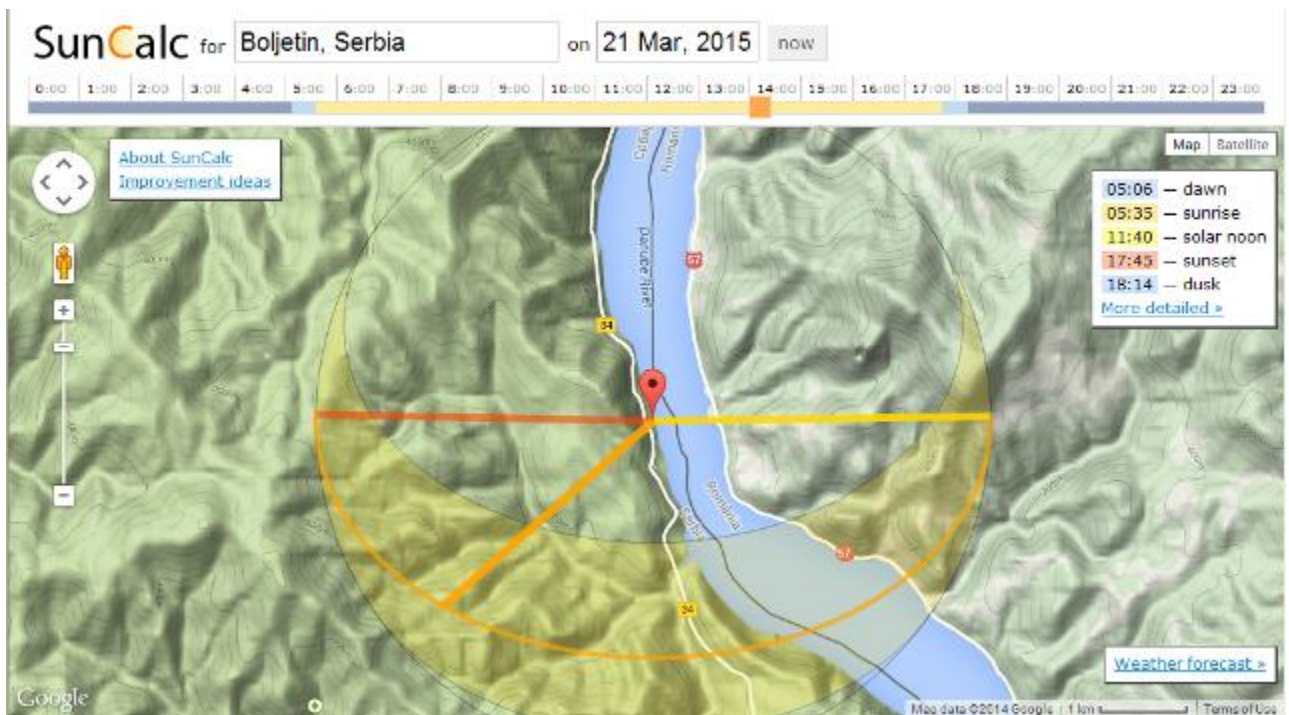 SunCalc for Boljetin, Serbia on 21 Mar, 2015 now
0:00 1:00 2:00 3:00 4:00 5:00 6:00 7:00 8:00 9:00 10:00 11:00 12:00 13:00 14:00 15:00 16:00 17:00 18:00 19:00 20:00 21:00 22:00 23:00
About SunCalc
Improvement ideas
Map Satellite
05:06 — dawn
05:35 — sunrise
11:40 — solar noon
17:45 — sunset
18:14 — dusk
More detailed »
România
Danube River
57
34
România
57
34
Weather forecast »
Google
Map data ©2014 Google 1 km Terms of Use